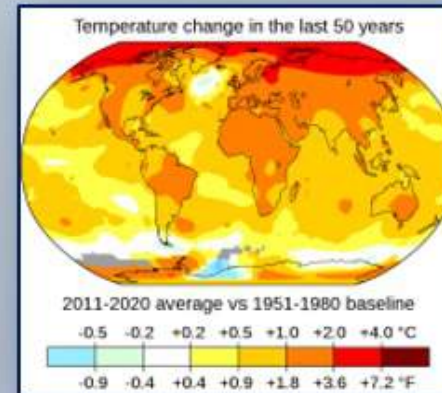 Temperature change in the last 50 years
2011-2020 average vs 1951-1980 baseline
-0.5 -0.2 +0.2 +0.5 +1.0 +2.0 +4.0 °C
-0.9 -0.4 +0.4 +0.9 +1.8 +3.6 +7.2 °F